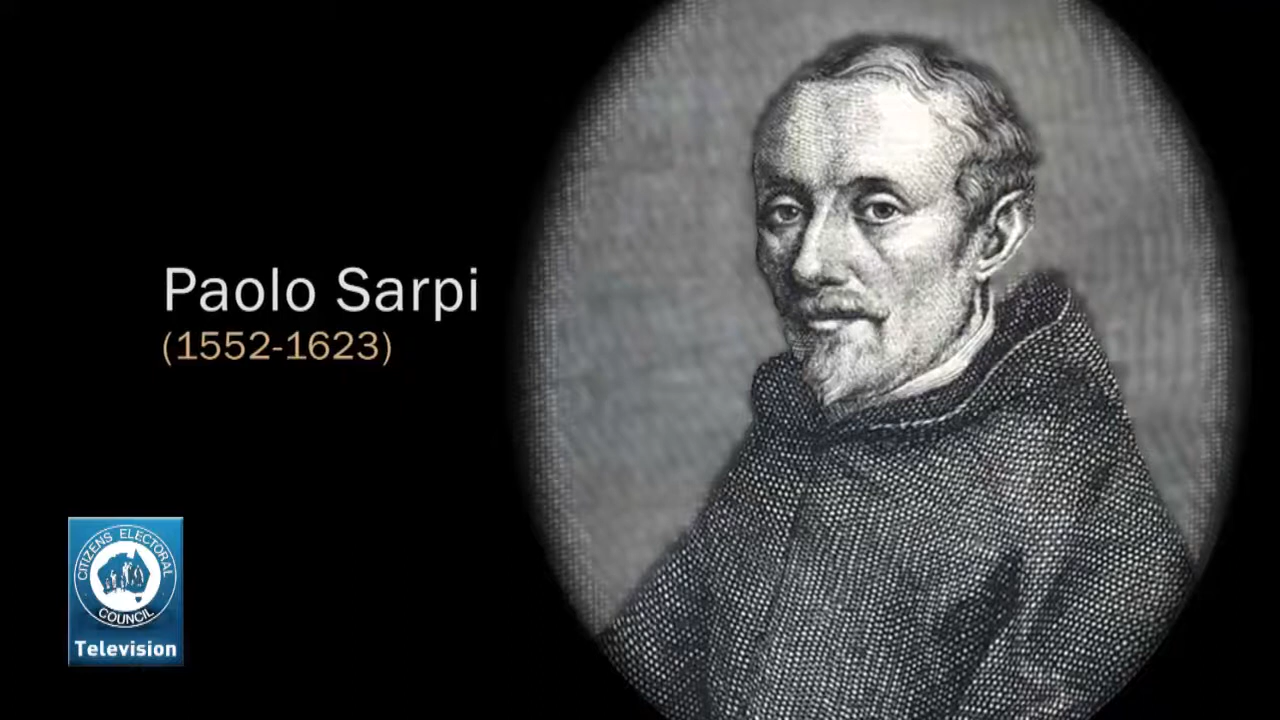 Paolo Sarpi
(1552-1623)
CITIZENS ELECTORAL
COUNCIL
Television